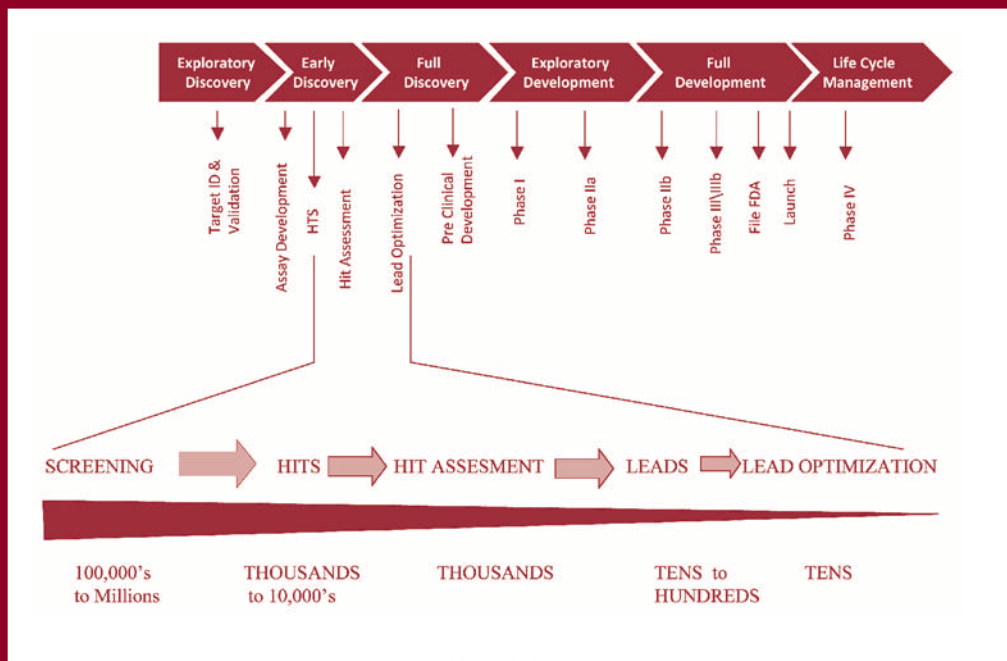 Exploratory
Discovery
Early
Discovery
Full
Discovery
Exploratory
Development
Full
Development
Life Cycle
Management
Target ID &
Validation
Assay Development
HTS
Hit Assessment
Lead Optimization
Pre Clinical
Development
Phase I
Phase IIa
Phase IIb
Phase III\IIIb
File FDA
Launch
Phase IV
SCREENING
HITS
HIT ASSESMENT
LEADS
LEAD OPTIMIZATION
100,000's
to Millions
THOUSANDS
to 10,000's
THOUSANDS
TENS to
HUNDREDS
TENS